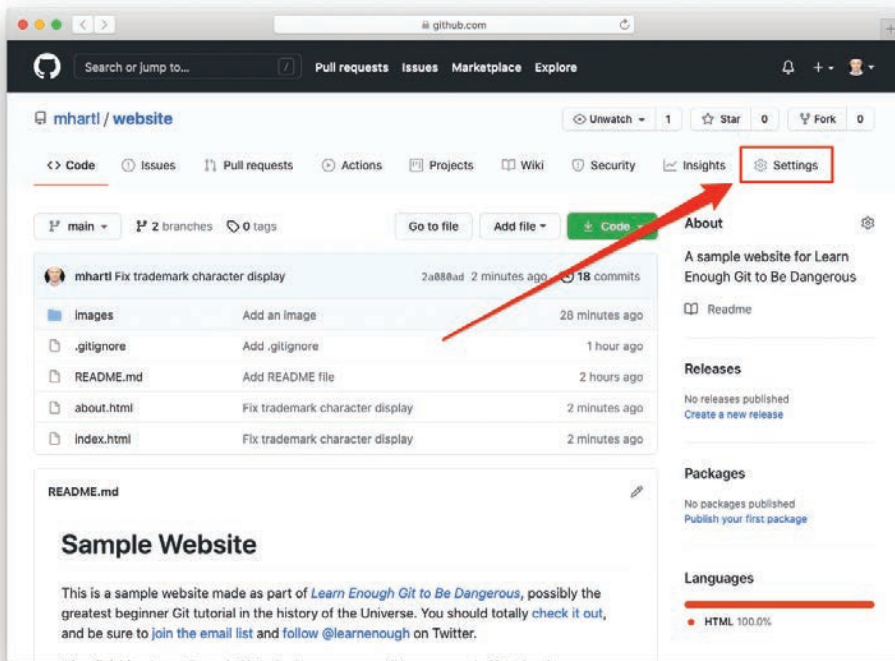 github.com
Search or jump to... /
Pull requests Issues Marketplace Explore
mhartl / website
Unwatch 1 Star 0 Fork 0
Code Issues Pull requests Actions Projects Wiki Security Insights Settings
main 2 branches 0 tags Go to file Add file Code
mhartl Fix trademark character display 2a080ad 2 minutes ago 18 commits
images Add an image 28 minutes ago
.gitignore Add .gitignore 1 hour ago
README.md Add README file 2 hours ago
about.html Fix trademark character display 2 minutes ago
index.html Fix trademark character display 2 minutes ago
README.md
Sample Website
This is a sample website made as part of Learn Enough Git to Be Dangerous, possibly the
greatest beginner Git tutorial in the history of the Universe. You should totally check it out,
and be sure to join the email list and follow @learnenough on Twitter.
About
A sample website for Learn
Enough Git to Be Dangerous
Readme
Releases
No releases published
Create a new release
Packages
No packages published
Publish your first package
Languages
HTML 100.0%